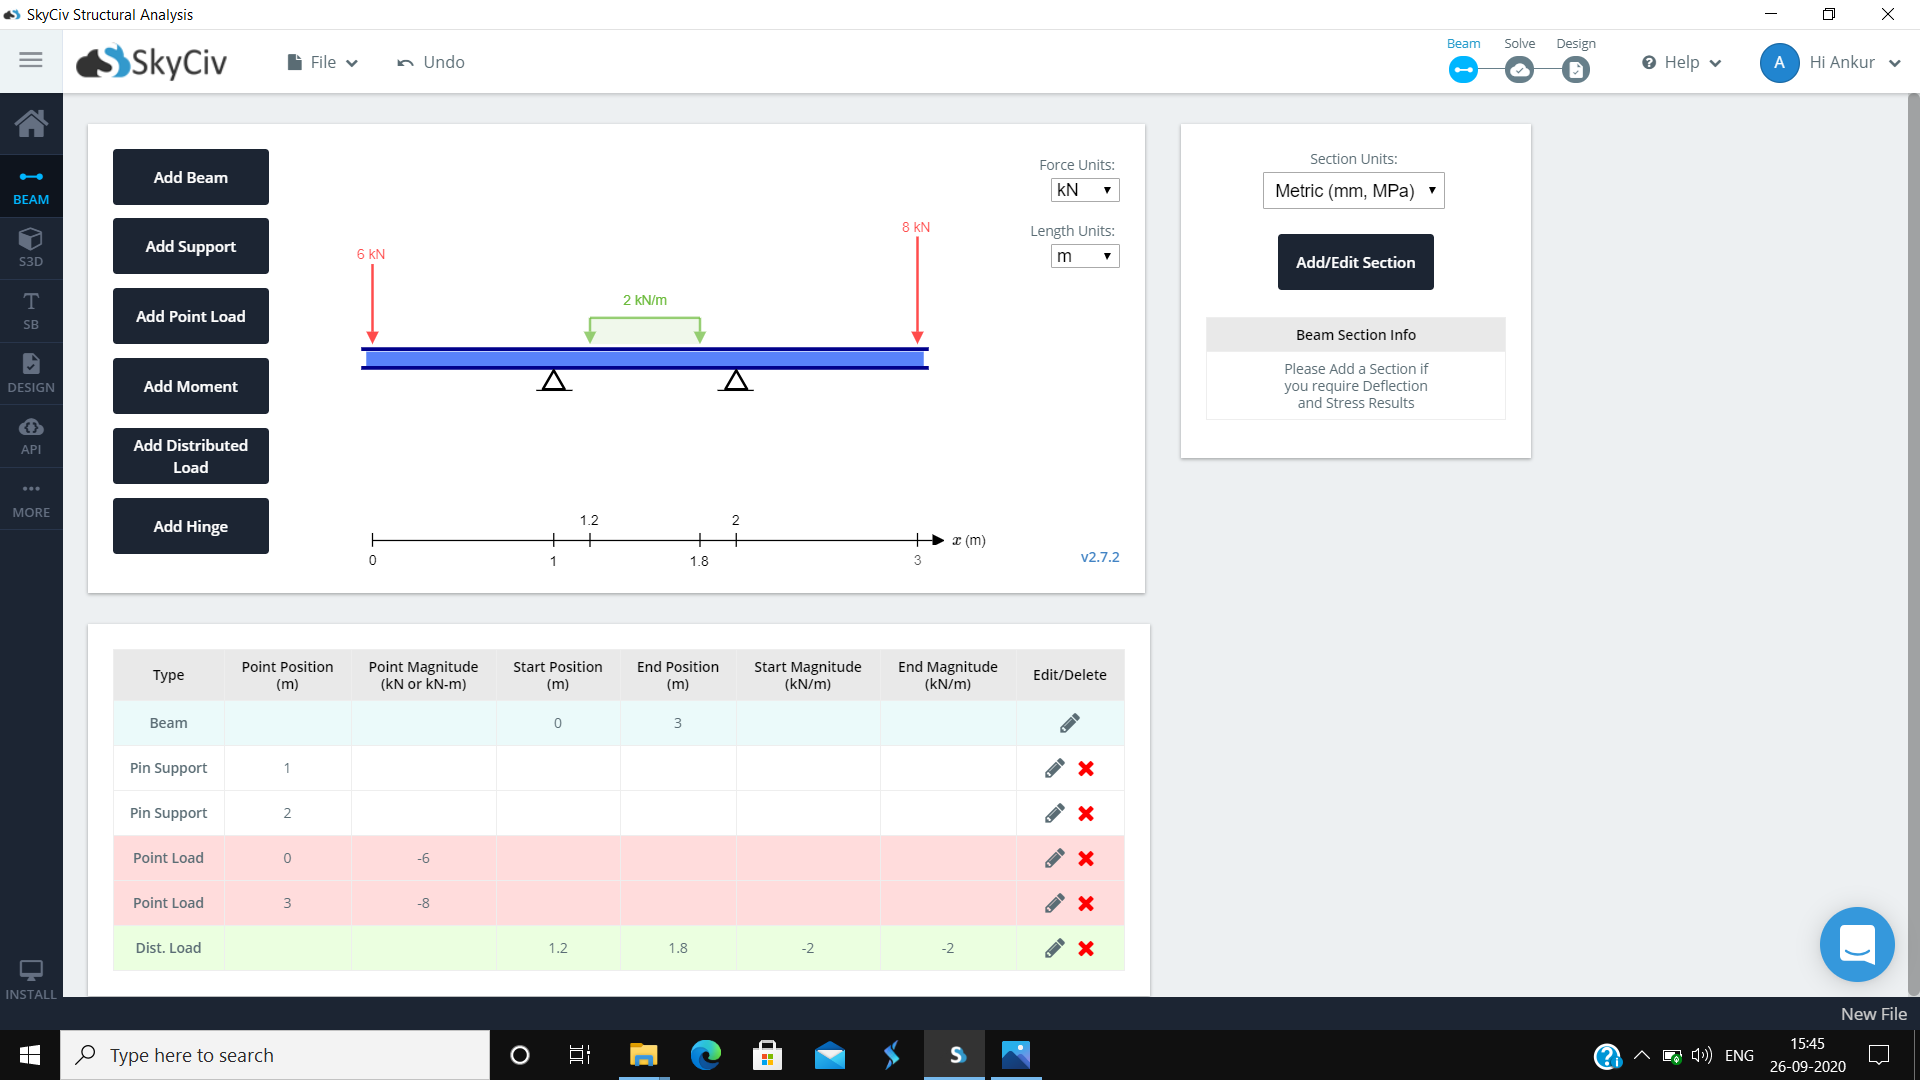 SkyCiv Structural Analysis
SkyCiv
File
Undo
Beam
Solve
Design
Help
A
Hi Ankur
BEAM
S3D
T
SB
DESIGN
API
MORE
INSTALL
Add Beam
Add Support
Add Point Load
Add Moment
Add Distributed
Load
Add Hinge
Force Units:
kN
Length Units:
m
6 kN
8 kN
2 kN/m
1.2
2
x (m)
0
1
1.8
3
v2.7.2
Section Units:
Metric (mm, MPa)
Add/Edit Section
Beam Section Info
Please Add a Section if
you require Deflection
and Stress Results
Type Point Position (m) Point Magnitude (kN or kN-m) Start Position (m) End Position (m) Start Magnitude (kN/m) End Magnitude (kN/m) Edit/Delete
Beam 0 3
Pin Support 1
Pin Support 2
Point Load 0 -6
Point Load 3 -8
Dist. Load 1.2 1.8 -2 -2
New File
Type here to search
S
ENG
15:45
26-09-2020